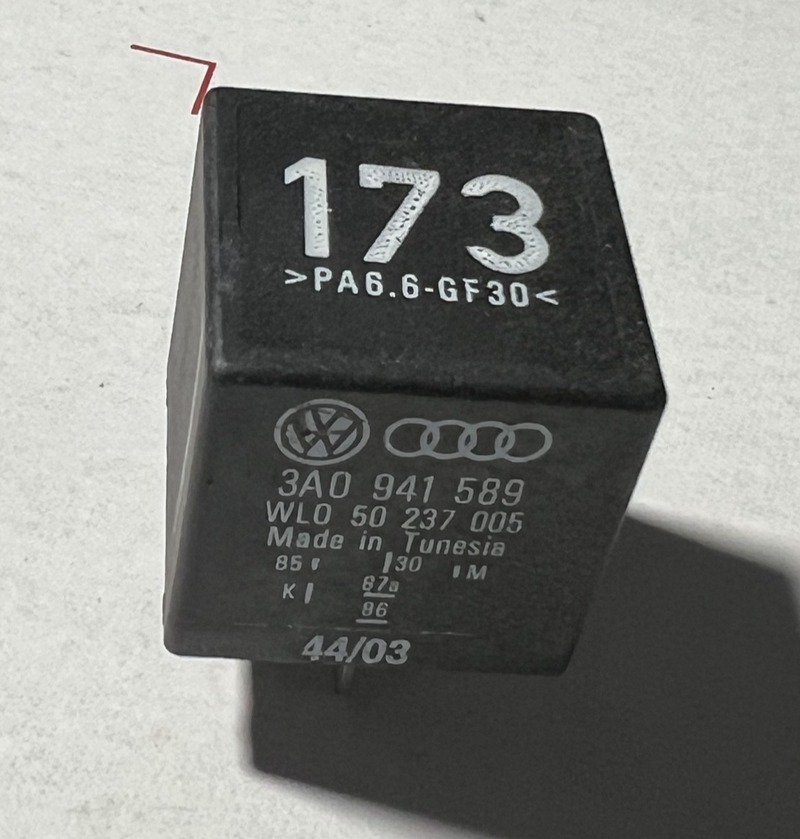 173
>PA6.6-GF30<
3A0 941 589
WLO 50 237 005
Made in Tunesia
85 30 M
K 87a
86
44/03